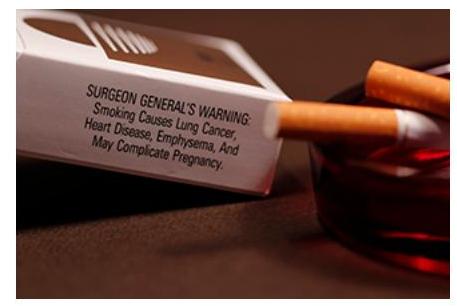 SURGEON GENERAL'S WARNING:
Smoking Causes Lung Cancer,
Heart Disease, Emphysema, And
May Complicate Pregnancy.